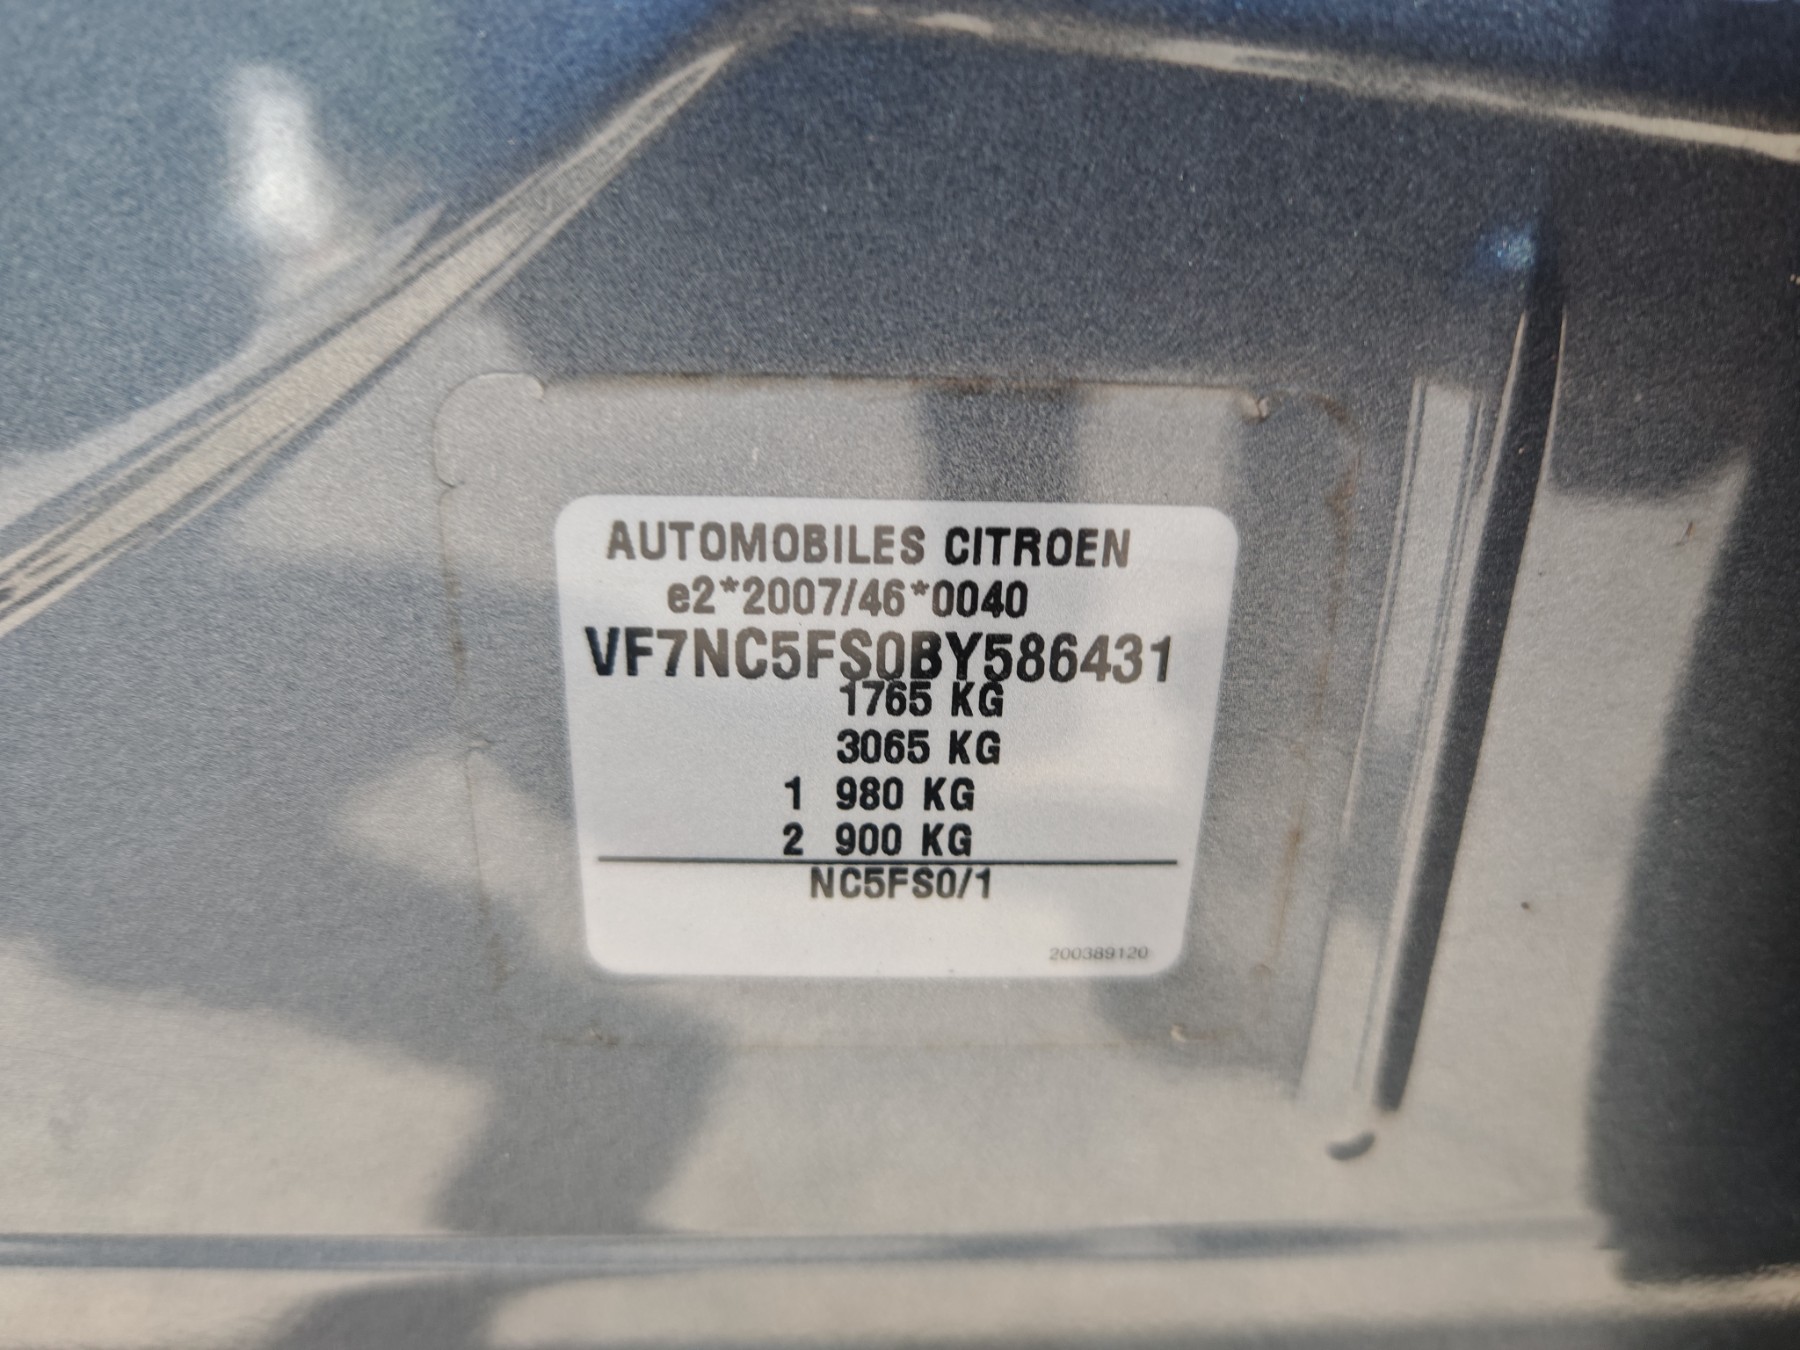 AUTOMOBILES CITROEN
e2*2007/46*0040
VF7NC5FS0BY586431
1765 KG
3065 KG
1 980 KG
2 900 KG
NC5FS0/1
200389120